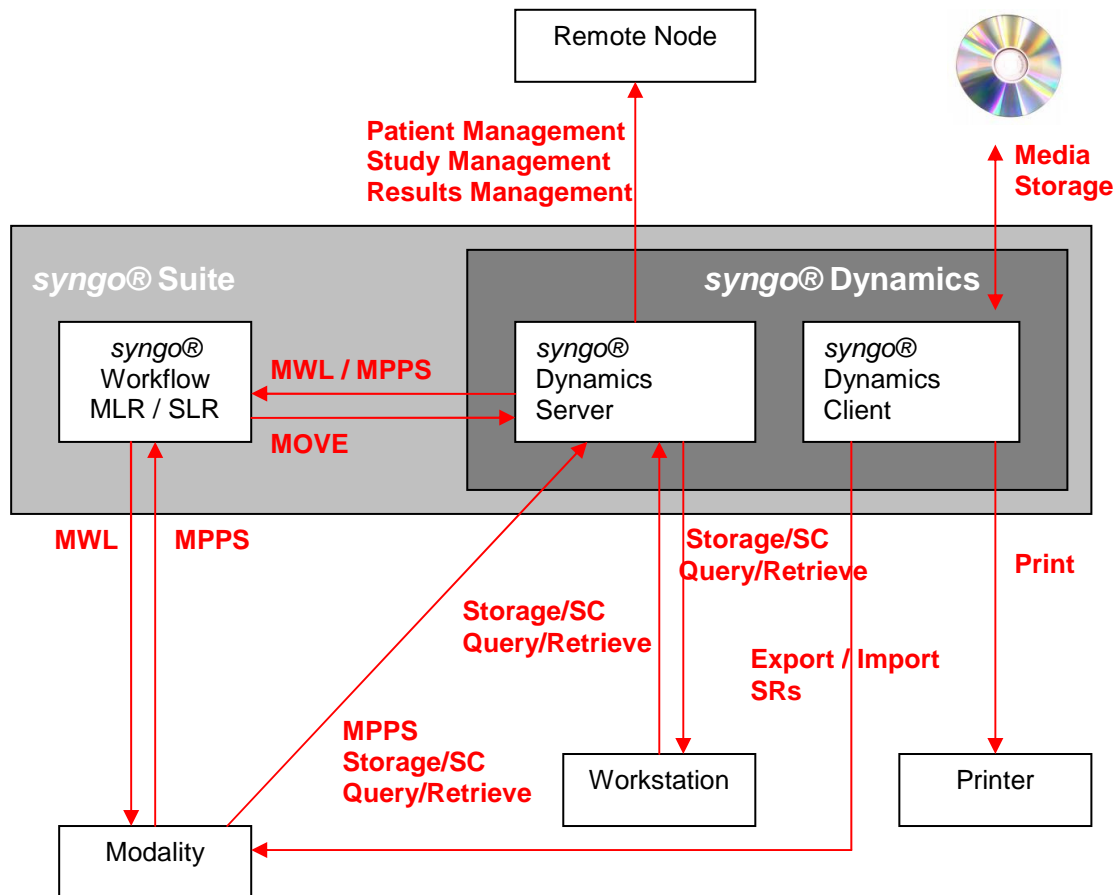 Remote Node
Patient Management
Study Management
Results Management
Media
Storage
syngo® Suite
syngo® Dynamics
syngo®
Workflow
MLR / SLR
MWL / MPPS
MOVE
syngo®
Dynamics
Server
syngo®
Dynamics
Client
MWL
MPPS
Storage/SC
Query/Retrieve
Storage/SC
Query/Retrieve
Print
Export / Import
SRs
MPPS
Storage/SC
Query/Retrieve
Workstation
Printer
Modality